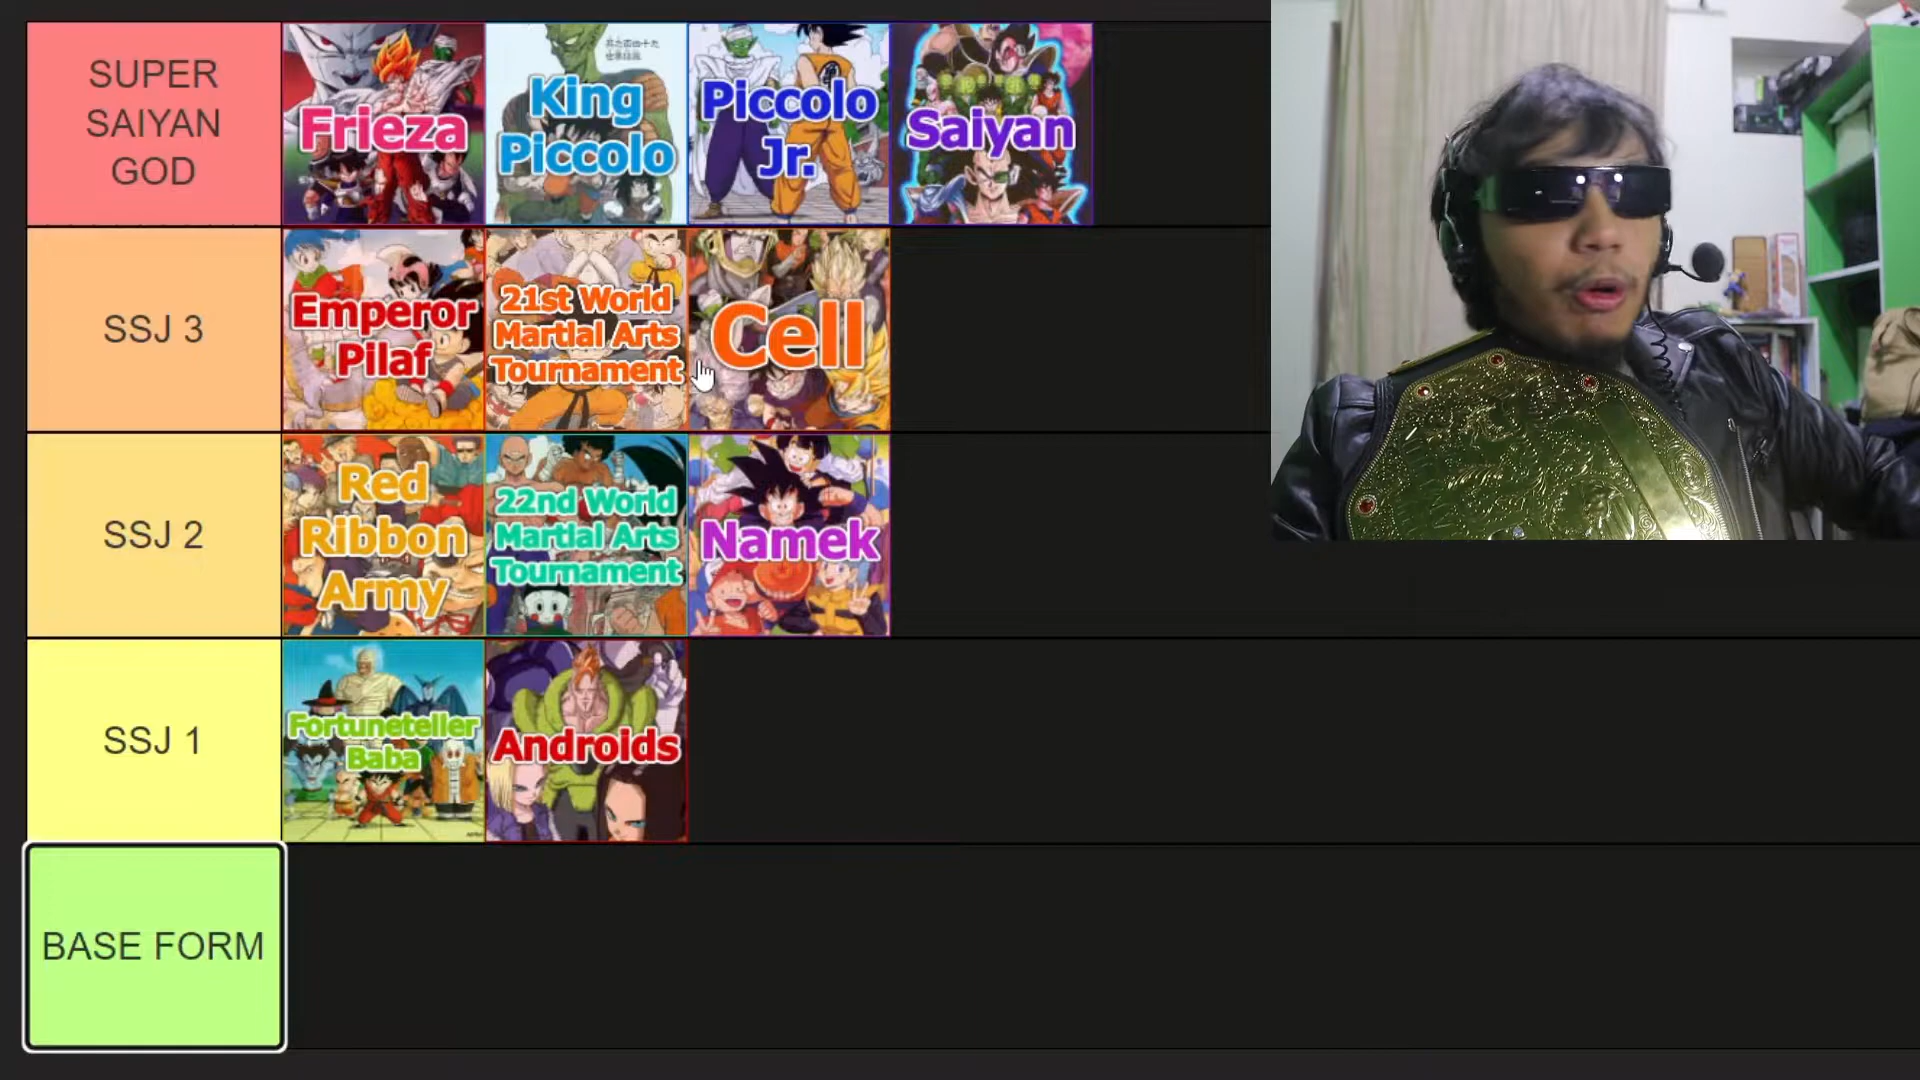 SUPER
SAIYAN
GOD
Frieza
King
Piccolo
Piccolo
Jr.
Saiyan
SSJ 3
Emperor
Pilaf
21st World
Martial Arts
Tournament
Cell
SSJ 2
Red
Ribbon
Army
22nd World
Martial Arts
Tournament
Namek
SSJ 1
Fortuneteller
Baba
Androids
BASE FORM